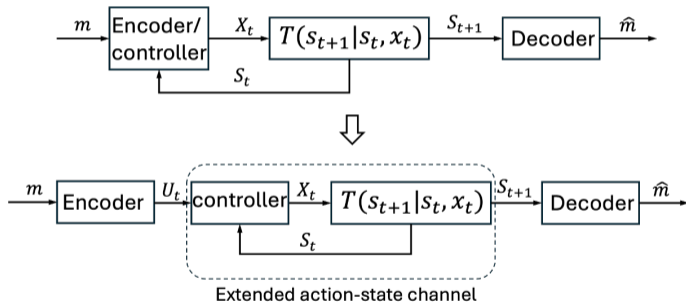 m Encoder/ controller X_t T(s_{t+1}|s_t, x_t) S_{t+1} Decoder m̂
S_t
m Encoder U_t controller X_t T(s_{t+1}|s_t, x_t) S_{t+1} Decoder m̂
S_t
Extended action-state channel